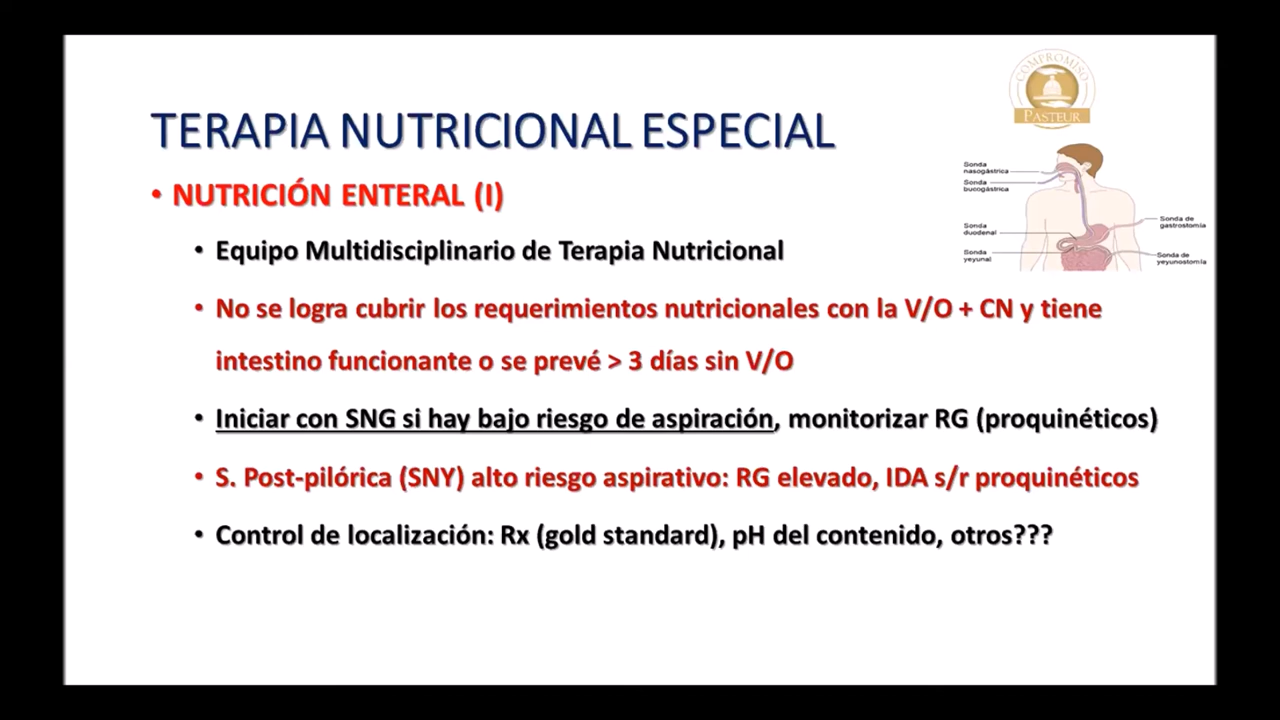 COMPROMISO
PASTEUR
TERAPIA NUTRICIONAL ESPECIAL
• NUTRICIÓN ENTERAL (I)
• Equipo Multidisciplinario de Terapia Nutricional
• No se logra cubrir los requerimientos nutricionales con la V/O + CN y tiene
intestino funcionante o se prevé > 3 días sin V/O
• Iniciar con SNG si hay bajo riesgo de aspiración, monitorizar RG (proquinéticos)
• S. Post-pilórica (SNY) alto riesgo aspirativo: RG elevado, IDA s/r proquinéticos
• Control de localización: Rx (gold standard), pH del contenido, otros???
Sonda
nasogástrica
Sonda
bucogástrica
Sonda
duodenal
Sonda
yeyunal
Sonda de
gastrostomía
Sonda de
yeyunostomía